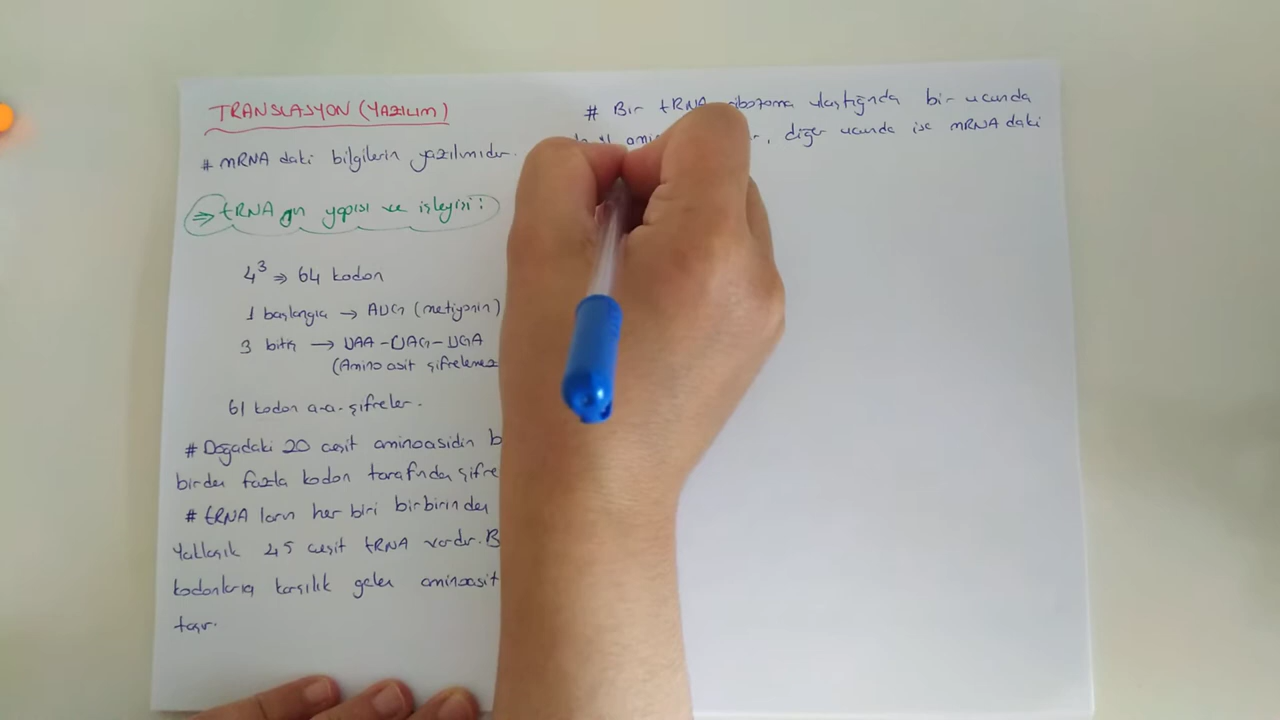 TRANSLASYON (YAZILIM)
# mRNA daki bilgilerin yazılımıdır.
⇒ tRNA ın yapısı ve işleyişi:
4³ ⇒ 64 kodon
1 başlangıç → AUG (metiyonin)
3 bitiş → UAA - UAG - UGA
(Amino asit şifrelemez
61 kodon a.a. şifreler.
# Doğadaki 20 çeşit aminoasidin b
birden fazla kodon tarafında şifre
# tRNA ların her biri birbirinden
Yaklaşık 45 çeşit tRNA vardır. B
kodonlarıq karşılık gelen aminoasit
taşır.
# Bir tRNA ribozoma ulaştığında bir ucunda
, diğer ucunda ise mRNA daki